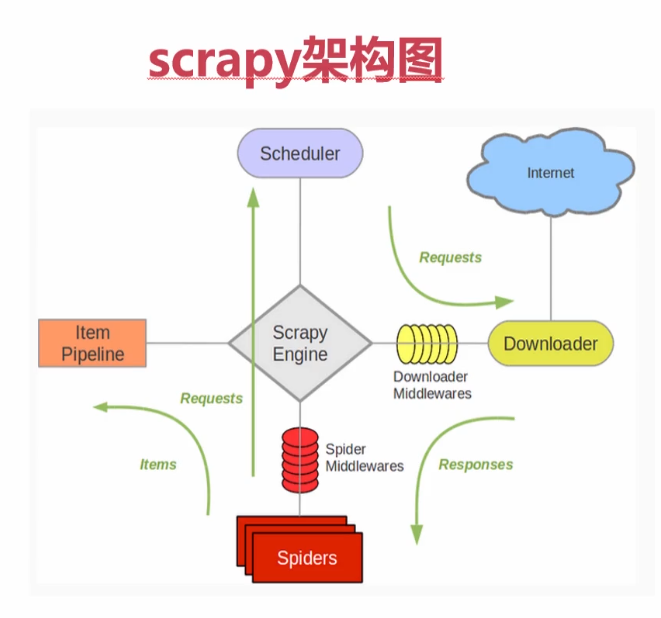 scrapy架构图
Scheduler
Internet
Requests
Item
Pipeline
Scrapy
Engine
Downloader
Downloader
Middlewares
Requests
Spider
Middlewares
Items
Responses
Spiders